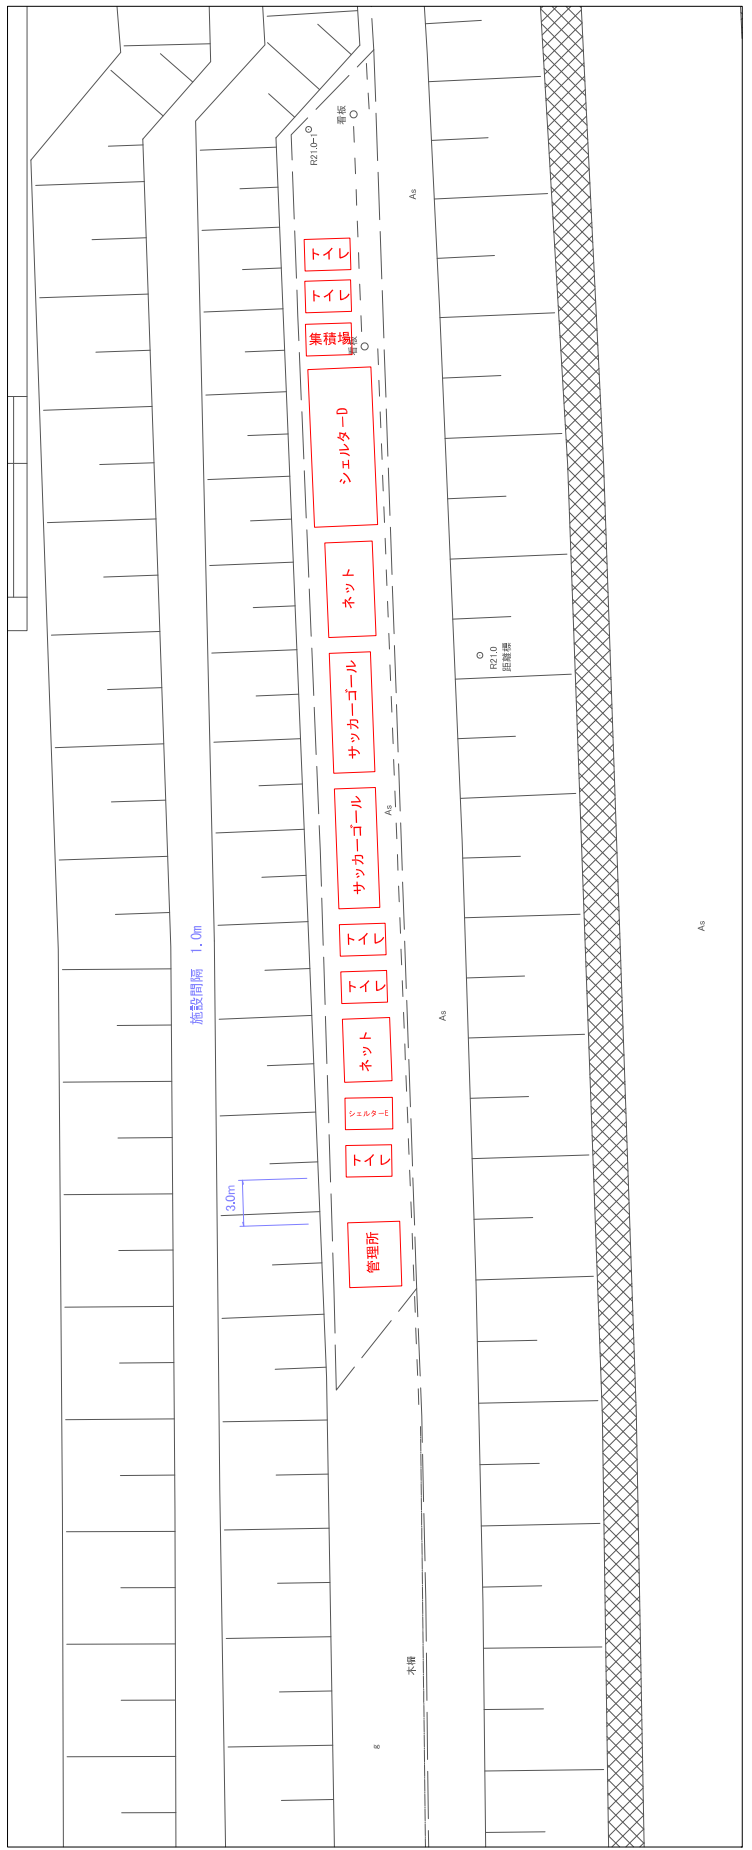 看板
R21.0-1
As
トイレ
トイレ
集積場
看板
シェルターD
ネット
R21.0
距離標
サッカーゴール
サッカーゴール
As
トイレ
施設間隔 1.0m
As
トイレ
As
ネット
シェルターE
トイレ
3.0m
管理所
木柵
g